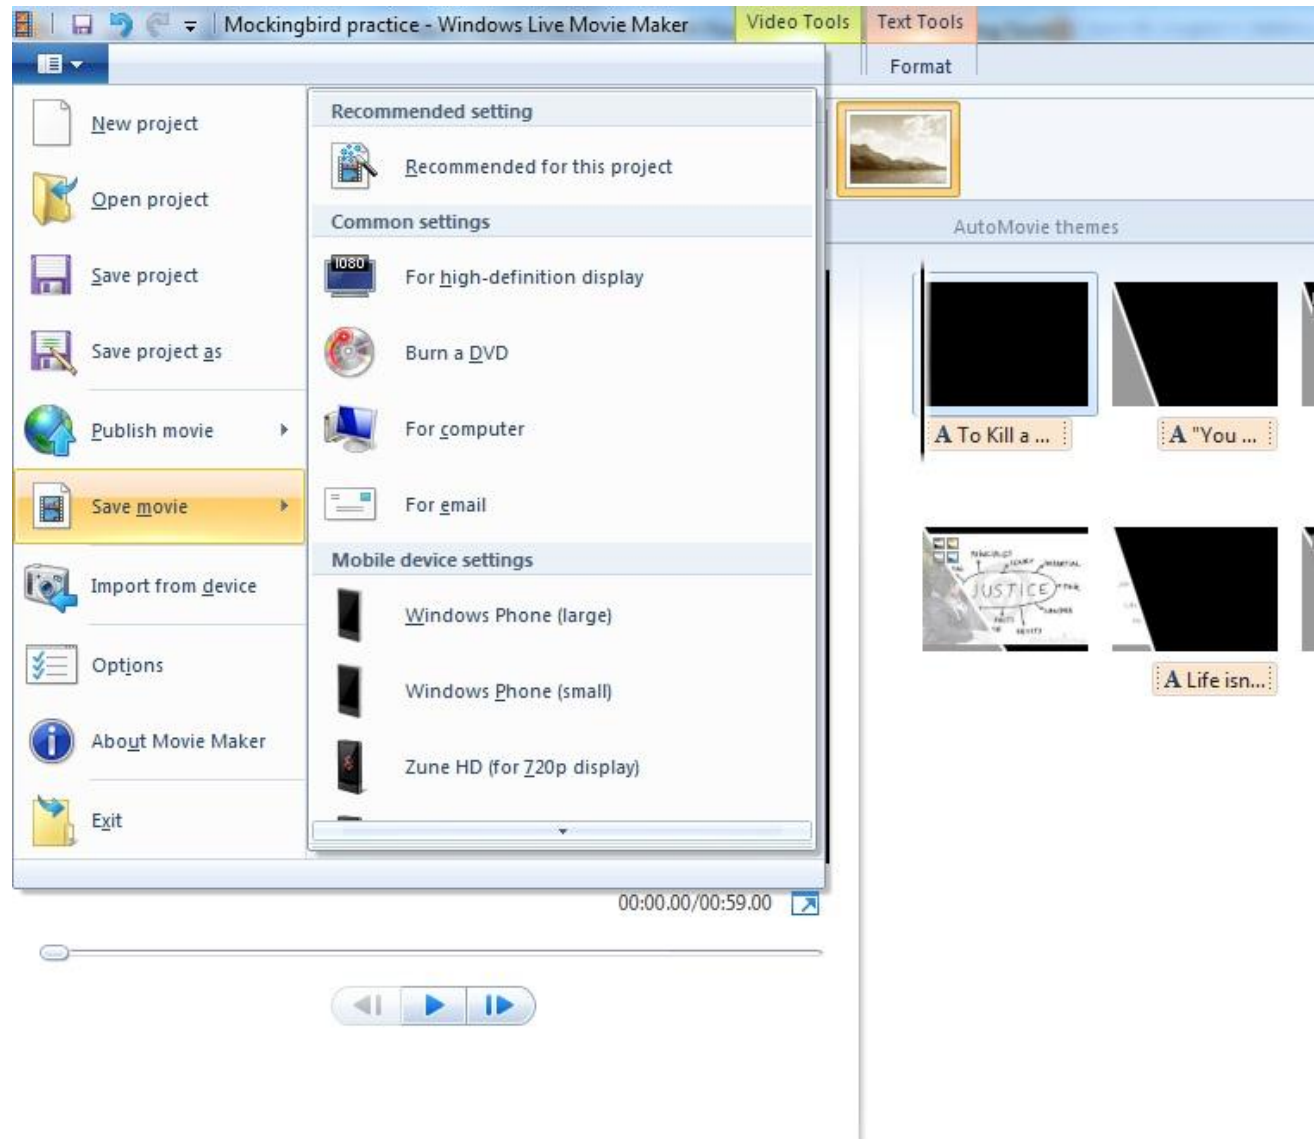 Mockingbird practice - Windows Live Movie Maker
Video Tools
Text Tools
Format
New project
Open project
Save project
Save project as
Publish movie
Save movie
Import from device
Options
About Movie Maker
Exit
Recommended setting
Recommended for this project
Common settings
1080
For high-definition display
Burn a DVD
For computer
For email
Mobile device settings
Windows Phone (large)
Windows Phone (small)
Zune HD (for 720p display)
AutoMovie themes
A To Kill a ...
A "You ...
PRINCIPLES
JUSTICE
A Life isn...
00:00.00/00:59.00